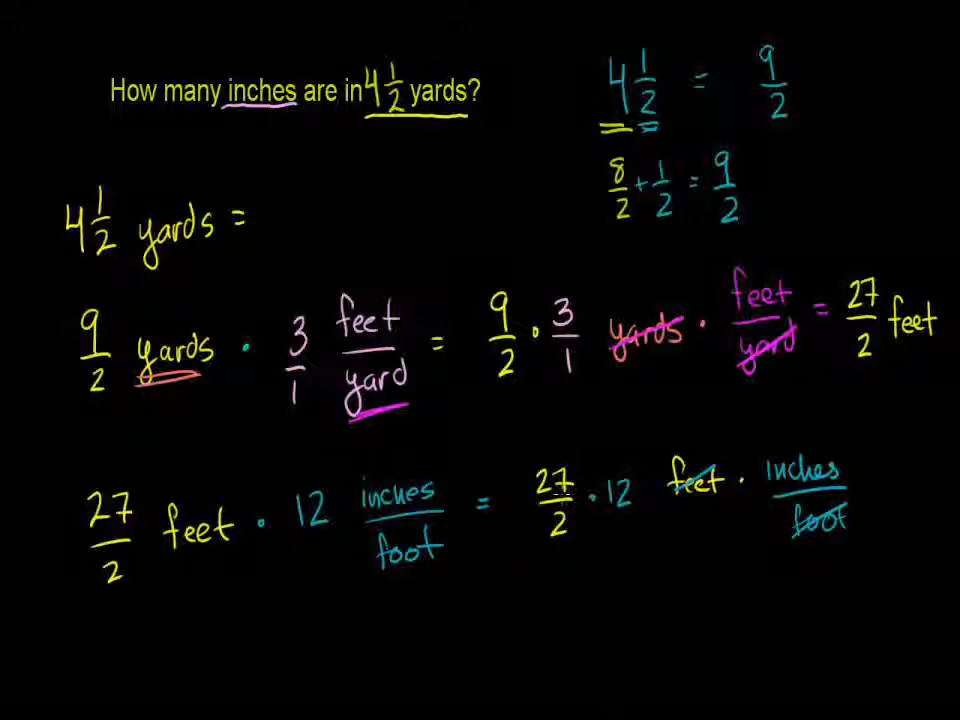 How many inches are in 4 1/2 yards?
4 1/2 = 9/2
8/2 + 1/2 = 9/2
4 1/2 yards =
9/2 yards · 3/1 feet/yard = 9/2 · 3/1 yards · feet/yard = 27/2 feet
27/2 feet · 12 inches/foot = 27/2 · 12 feet · inches/foot